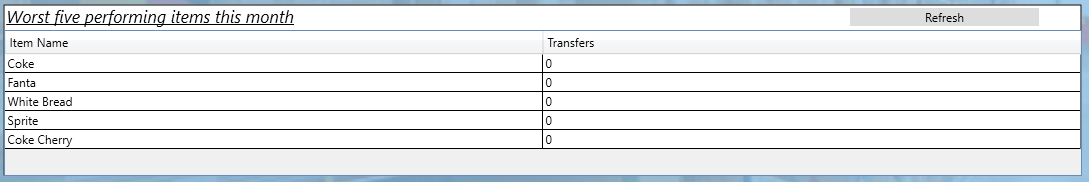 Worst five performing items this month
Refresh
Item Name Transfers
Coke 0
Fanta 0
White Bread 0
Sprite 0
Coke Cherry 0